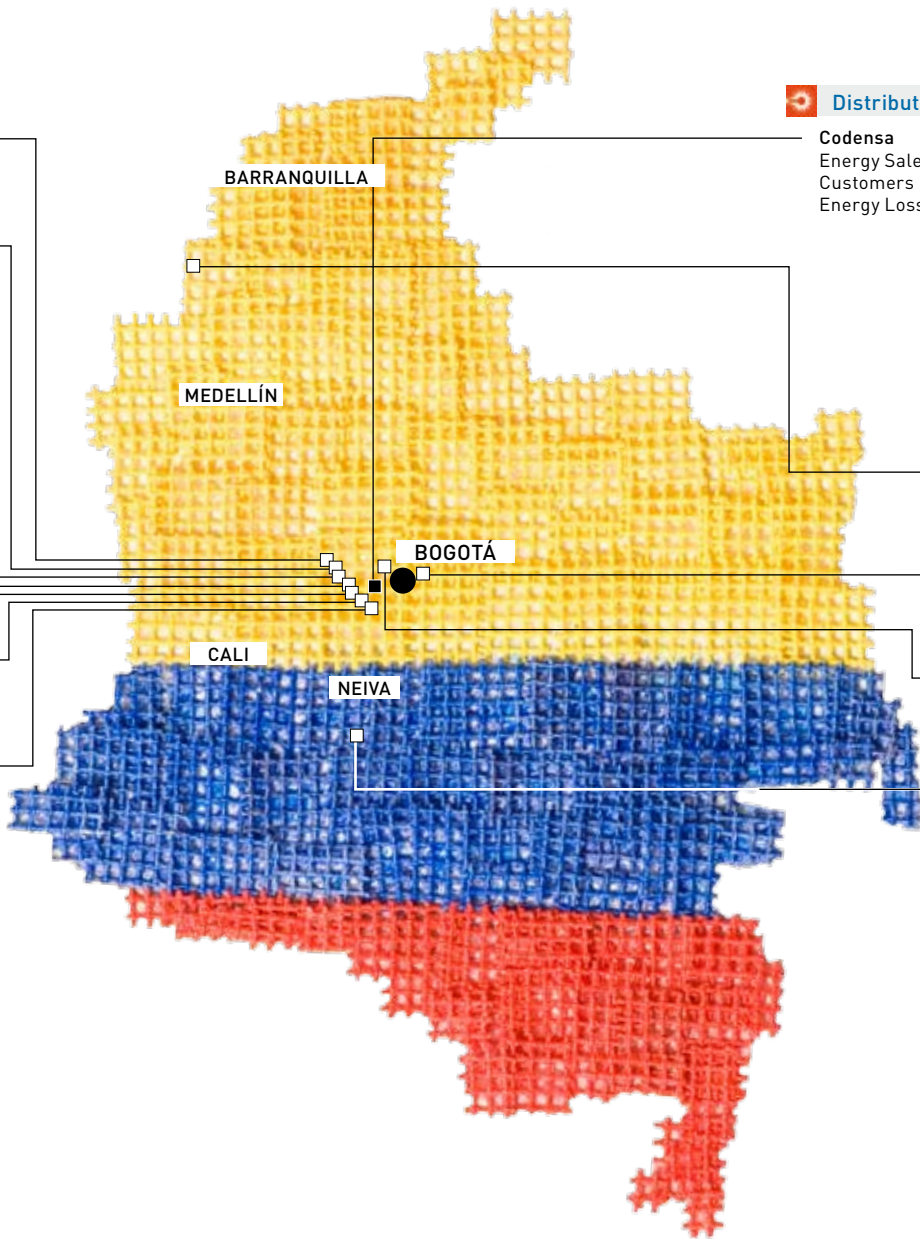 Distribut
Codensa
Energy Sale
Customers
Energy Loss
BARRANQUILLA
MEDELLÍN
BOGOTÁ
CALI
NEIVA